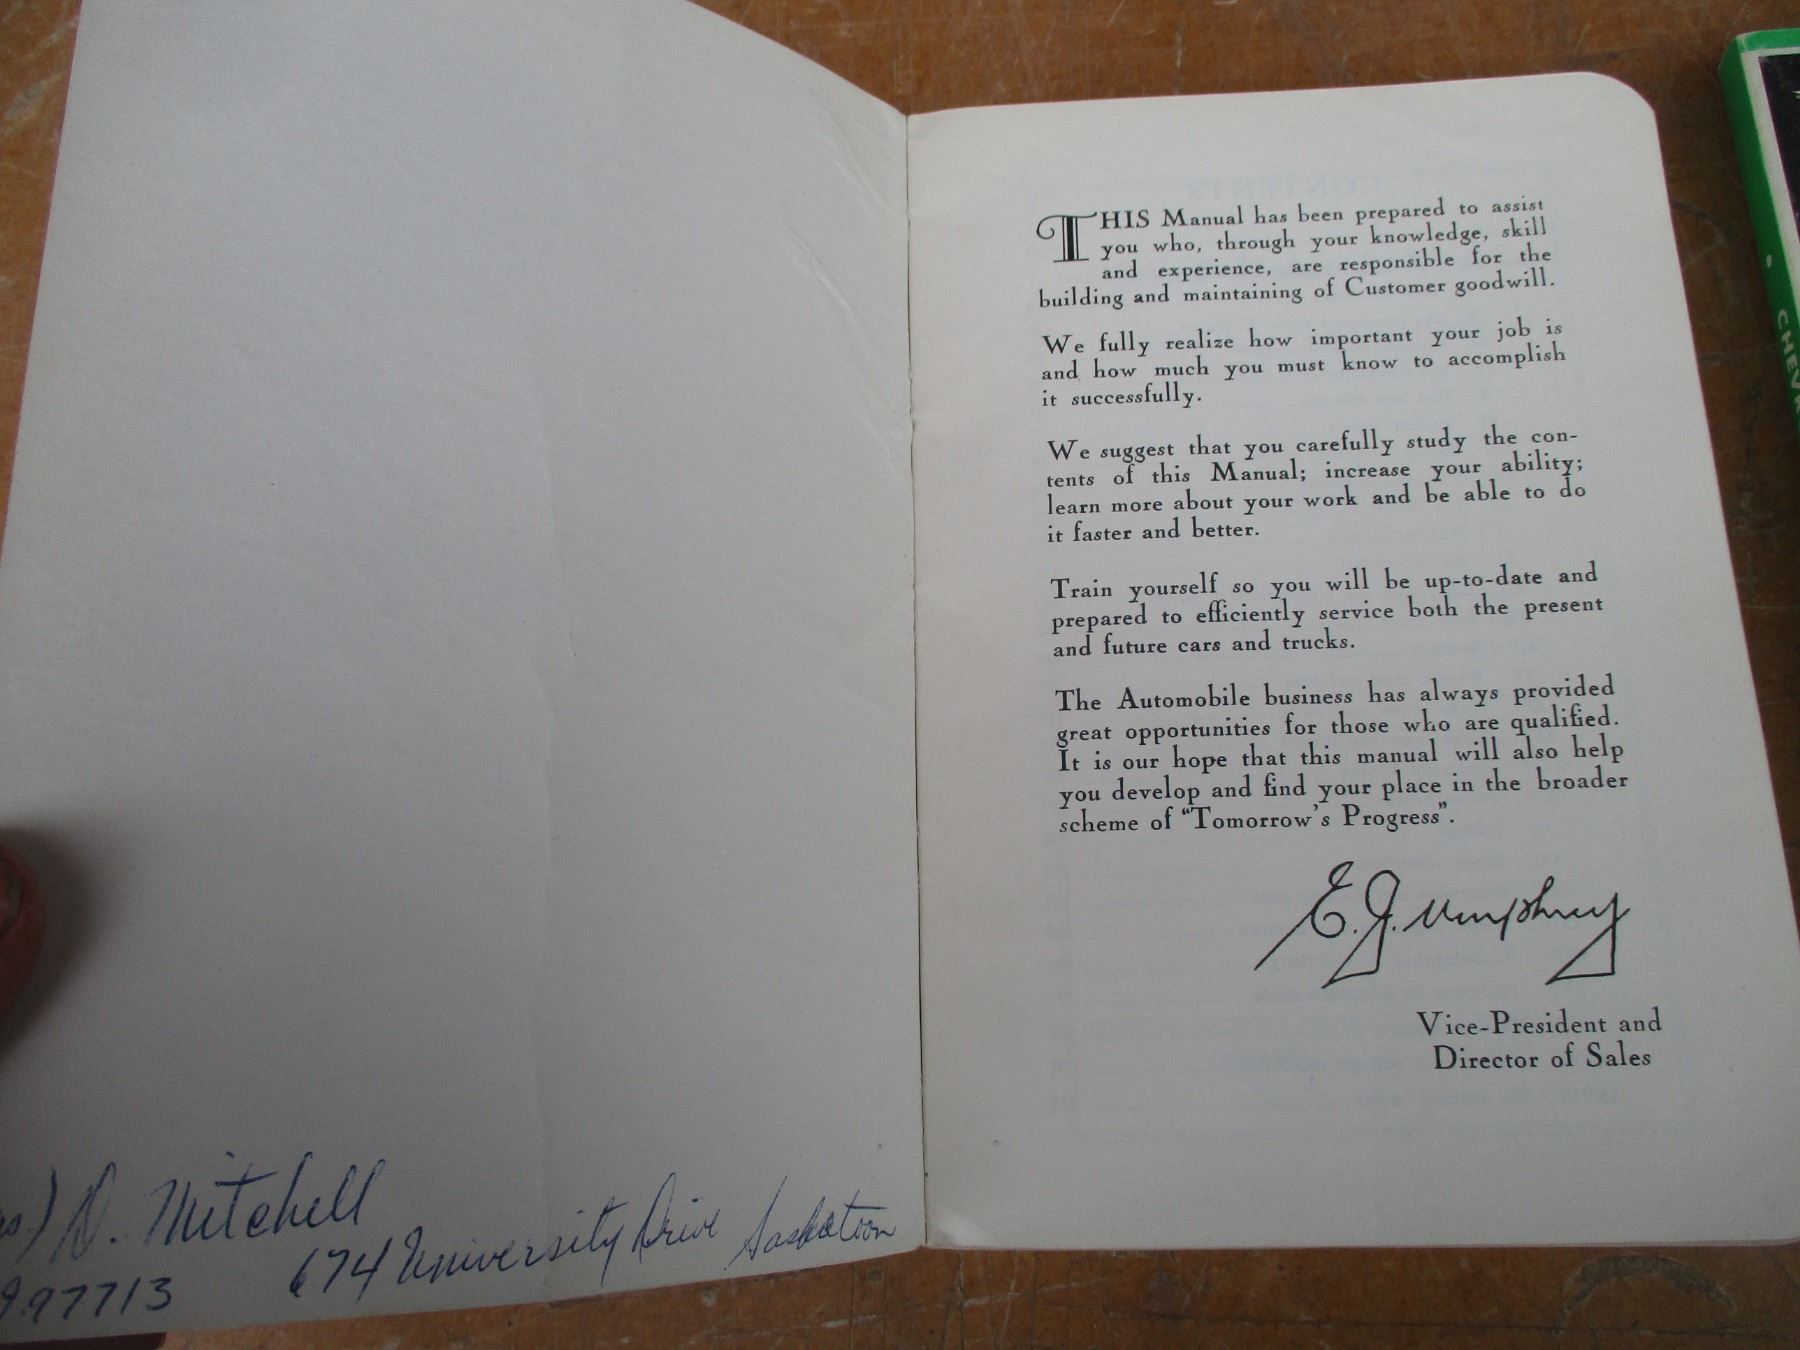 D. Mitchell
97713
674 University Drive Saskatoon
THIS Manual has been prepared to assist
you who, through your knowledge, skill
and experience, are responsible for the
building and maintaining of Customer goodwill.
We fully realize how important your job is
and how much you must know to accomplish
it successfully.
We suggest that you carefully study the con-
tents of this Manual; increase your ability;
learn more about your work and be able to do
it faster and better.
Train yourself so you will be up-to-date and
prepared to efficiently service both the present
and future cars and trucks.
The Automobile business has always provided
great opportunities for those who are qualified.
It is our hope that this manual will also help
you develop and find your place in the broader
scheme of "Tomorrow's Progress".
E. J. Umphrey
Vice-President and
Director of Sales